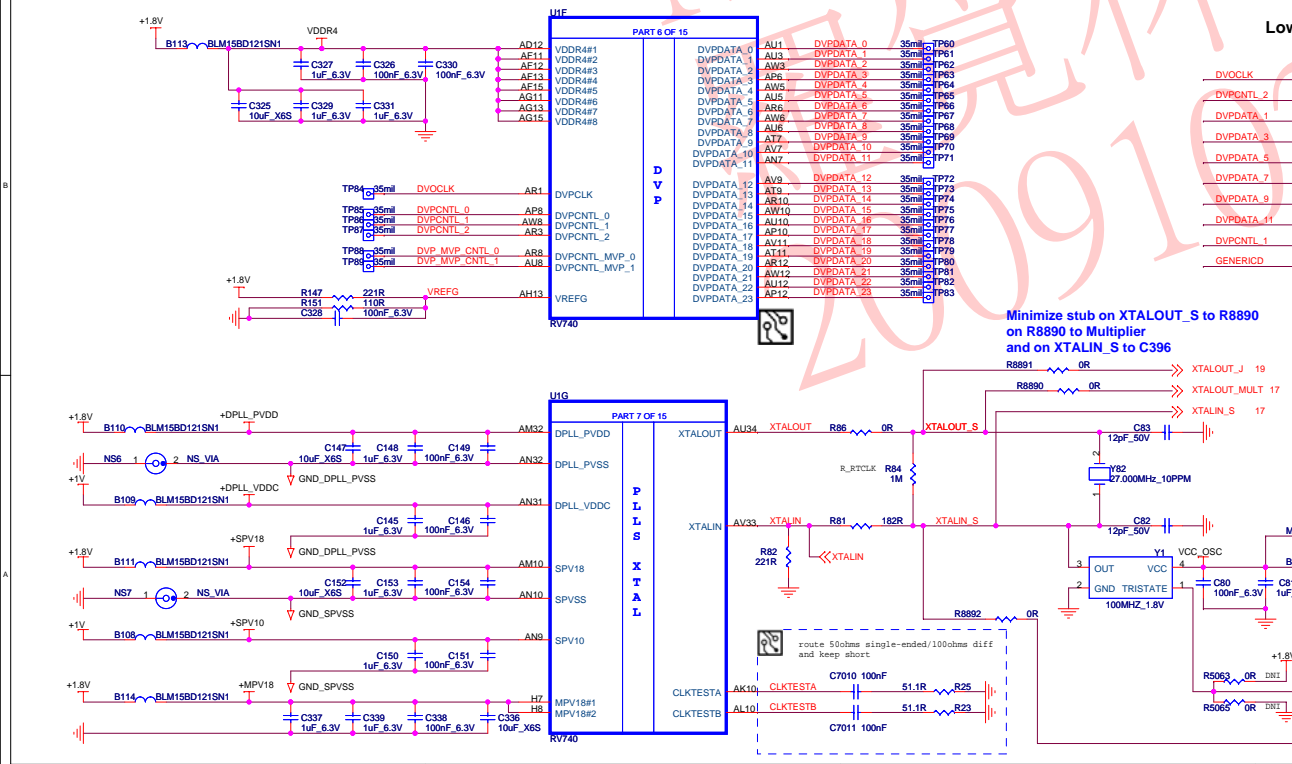 U1F
+1.8V
VDDR4
PART 6 OF 15
Low
B113 BLM15BD121SN1
C327 1uF_6.3V
C326 100nF_6.3V
C330 100nF_6.3V
C325 10uF_X6S
C329 1uF_6.3V
C331 1uF_6.3V
AD12 VDDR4#1
AF11 VDDR4#2
AF12 VDDR4#3
AF13 VDDR4#4
AF15 VDDR4#5
AG11 VDDR4#6
AG13 VDDR4#7
AG15 VDDR4#8
DVPDATA_0 AU1 DVPDATA_0 35mil TP60
DVPDATA_1 AU3 DVPDATA_1 35mil TP61
DVPDATA_2 AW3 DVPDATA_2 35mil TP62
DVPDATA_3 AP6 DVPDATA_3 35mil TP63
DVPDATA_4 AW5 DVPDATA_4 35mil TP64
DVPDATA_5 AU5 DVPDATA_5 35mil TP65
DVPDATA_6 AR6 DVPDATA_6 35mil TP66
DVPDATA_7 AW6 DVPDATA_7 35mil TP67
DVPDATA_8 AU6 DVPDATA_8 35mil TP68
DVPDATA_9 AT7 DVPDATA_9 35mil TP69
DVPDATA_10 AV7 DVPDATA_10 35mil TP70
DVPDATA_11 AN7 DVPDATA_11 35mil TP71
DVPDATA_12 AV9 DVPDATA_12 35mil TP72
DVPDATA_13 AT9 DVPDATA_13 35mil TP73
DVPDATA_14 AR10 DVPDATA_14 35mil TP74
DVPDATA_15 AW10 DVPDATA_15 35mil TP75
DVPDATA_16 AU10 DVPDATA_16 35mil TP76
DVPDATA_17 AP10 DVPDATA_17 35mil TP77
DVPDATA_18 AV11 DVPDATA_18 35mil TP78
DVPDATA_19 AT11 DVPDATA_19 35mil TP79
DVPDATA_20 AR12 DVPDATA_20 35mil TP80
DVPDATA_21 AW12 DVPDATA_21 35mil TP81
DVPDATA_22 AU12 DVPDATA_22 35mil TP82
DVPDATA_23 AP12 DVPDATA_23 35mil TP83
DVP
B
TP84 35mil DVOCLK AR1 DVPCLK
TP85 35mil DVPCNTL_0 AP8 DVPCNTL_0
TP86 35mil DVPCNTL_1 AW8 DVPCNTL_1
TP87 35mil DVPCNTL_2 AR3 DVPCNTL_2
TP88 35mil DVP_MVP_CNTL_0 AR8 DVPCNTL_MVP_0
TP89 35mil DVP_MVP_CNTL_1 AU8 DVPCNTL_MVP_1
+1.8V
R147 221R VREFG AH13 VREFG
R151 110R
C328 100nF_6.3V
RV740
DVOCLK
DVPCNTL_2
DVPDATA_1
DVPDATA_3
DVPDATA_5
DVPDATA_7
DVPDATA_9
DVPDATA_11
DVPCNTL_1
GENERICD
200910
Minimize stub on XTALOUT_S to R8890
on R8890 to Multiplier
and on XTALIN_S to C396
R8891 0R XTALOUT_J 19
R8890 0R XTALOUT_MULT 17
XTALIN_S 17
U1G
PART 7 OF 15
PLLS XTAL
+1.8V +DPLL_PVDD
B110 BLM15BD121SN1 AM32 DPLL_PVDD
C147 10uF_X6S
C148 1uF_6.3V
C149 100nF_6.3V
NS6 1 2 NS_VIA AN32 DPLL_PVSS
GND_DPLL_PVSS
+1V +DPLL_VDDC
B109 BLM15BD121SN1 AN31 DPLL_VDDC
C145 1uF_6.3V
C146 100nF_6.3V
GND_DPLL_PVSS
+1.8V +SPV18
B111 BLM15BD121SN1 AM10 SPV18
C152 10uF_X6S
C153 1uF_6.3V
C154 100nF_6.3V
NS7 1 2 NS_VIA AN10 SPVSS
GND_SPVSS
+1V +SPV10
B108 BLM15BD121SN1 AN9 SPV10
C150 1uF_6.3V
C151 100nF_6.3V
GND_SPVSS
+1.8V +MPV18
B114 BLM15BD121SN1 H7 MPV18#1
H8 MPV18#2
C337 1uF_6.3V
C339 1uF_6.3V
C338 100nF_6.3V
C336 10uF_X6S
RV740
A
XTALOUT AU34 XTALOUT R86 0R XTALOUT_S
C83 12pF_50V
R_RTCLK R84 1M
2 Y82 27.000MHz_10PPM 1
XTALIN AV33 XTALIN R81 182R XTALIN_S
C82 12pF_50V
R82 221R
XTALIN
Y1
3 OUT VCC 4 VCC_OSC
2 GND TRISTATE 1
100MHZ_1.8V
C80 100nF_6.3V
C81 1uF
M
B
R8892 0R
route 50ohms single-ended/100ohms diff
and keep short
CLKTESTA AK10 CLKTESTA C7010 100nF 51.1R R25
CLKTESTB AL10 CLKTESTB C7011 100nF 51.1R R23
+1.8V
R5063 0R DNI
R5065 0R DNI